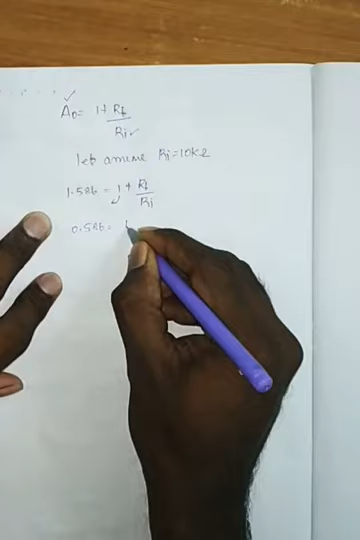 A₀ = 1 + Rf/Ri
let assume Ri = 10kΩ
1.586 = 1 + Rf/Ri
0.586 =